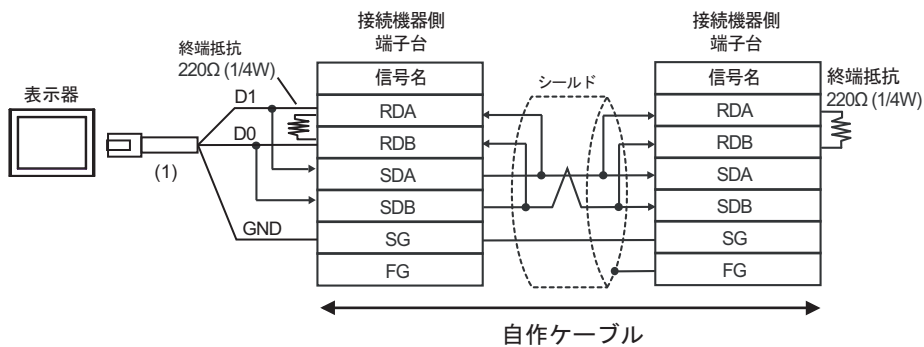 接続機器側
端子台
接続機器側
端子台
終端抵抗
220Ω (1/4W)
信号名
シールド
信号名
終端抵抗
220Ω (1/4W)
表示器
D1
RDA
RDA
D0
RDB
RDB
(1)
SDA
SDA
SDB
SDB
GND
SG
SG
FG
FG
自作ケーブル